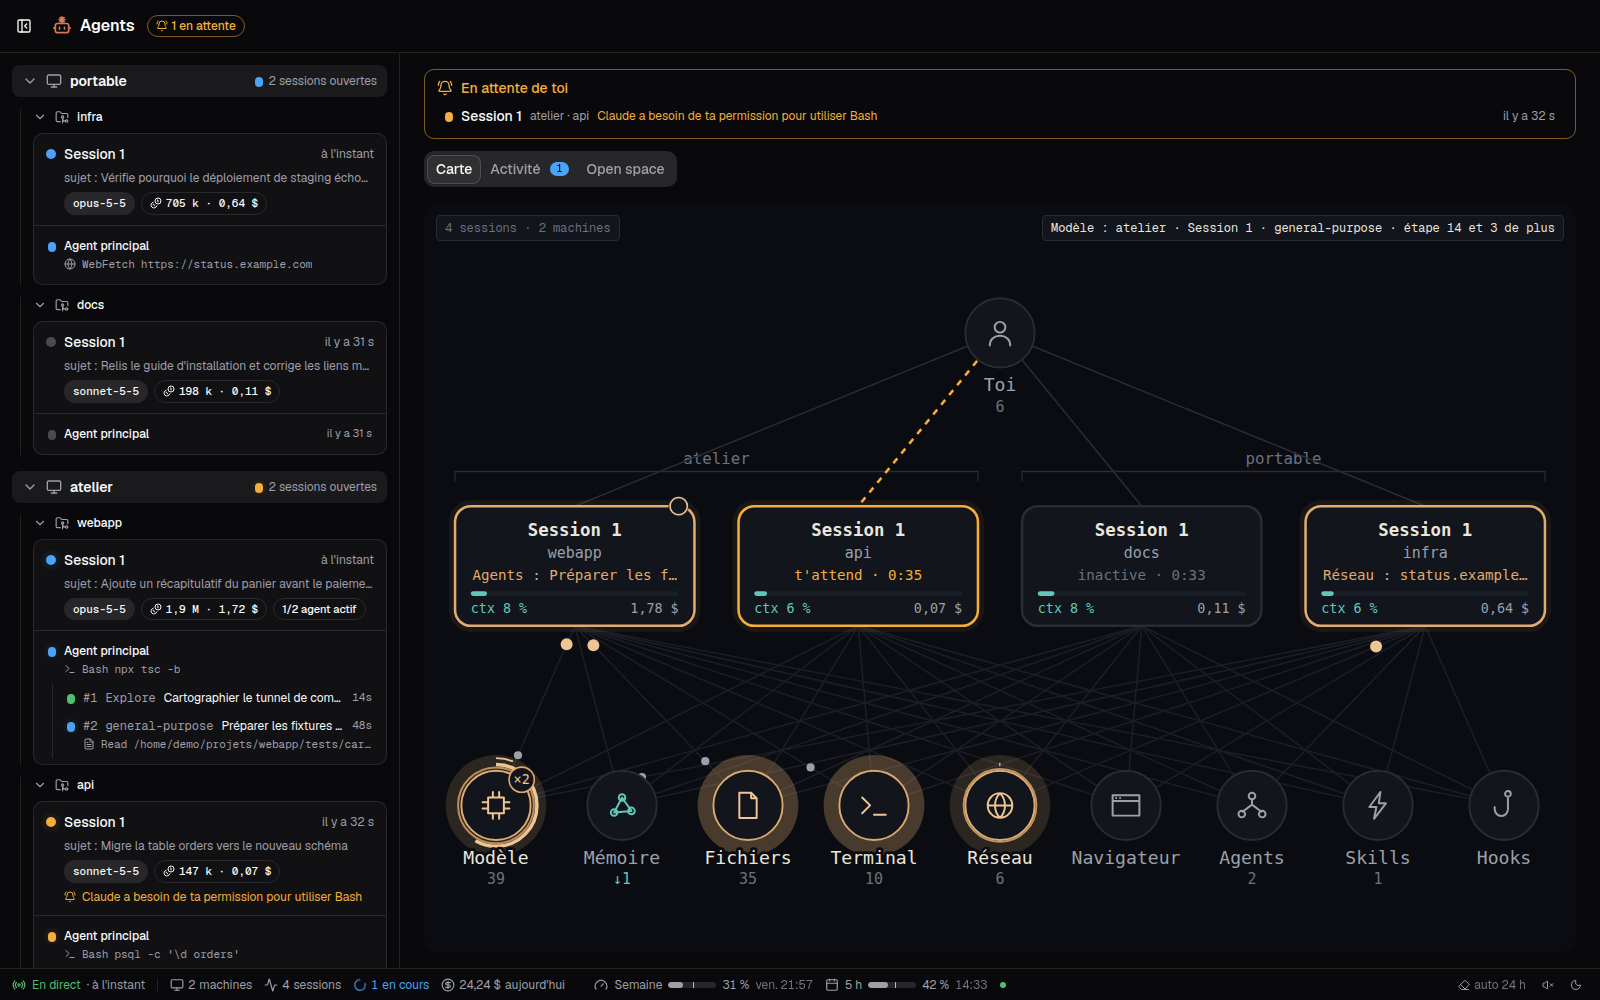 Agents
1 en attente
portable
2 sessions ouvertes
infra
Session 1
à l'instant
sujet : Vérifie pourquoi le déploiement de staging écho…
opus-5-5
705 k · 0,64 $
Agent principal
WebFetch https://status.example.com
docs
Session 1
il y a 31 s
sujet : Relis le guide d'installation et corrige les liens m…
sonnet-5-5
198 k · 0,11 $
Agent principal
il y a 31 s
atelier
2 sessions ouvertes
webapp
Session 1
à l'instant
sujet : Ajoute un récapitulatif du panier avant le paieme…
opus-5-5
1,9 M · 1,72 $
1/2 agent actif
Agent principal
Bash npx tsc -b
#1 Explore Cartographier le tunnel de com… 14s
#2 general-purpose Préparer les fixtures … 48s
Read /home/demo/projets/webapp/tests/car…
api
Session 1
il y a 32 s
sujet : Migre la table orders vers le nouveau schéma
sonnet-5-5
147 k · 0,07 $
Claude a besoin de ta permission pour utiliser Bash
Agent principal
Bash psql -c '\d orders'
En attente de toi
Session 1 atelier · api Claude a besoin de ta permission pour utiliser Bash
il y a 32 s
Carte
Activité 1
Open space
4 sessions · 2 machines
Modèle : atelier · Session 1 · general-purpose · étape 14 et 3 de plus
Toi
6
atelier
portable
Session 1
webapp
Agents : Préparer les f…
ctx 8 %
1,78 $
Session 1
api
t'attend · 0:35
ctx 6 %
0,07 $
Session 1
docs
inactive · 0:33
ctx 8 %
0,11 $
Session 1
infra
Réseau : status.example…
ctx 6 %
0,64 $
×2
Modèle
39
Mémoire
↓1
Fichiers
35
Terminal
10
Réseau
6
Navigateur
Agents
2
Skills
1
Hooks
En direct · à l'instant
2 machines
4 sessions
1 en cours
24,24 $ aujourd'hui
Semaine 31 % ven. 21:57
5 h 42 % 14:33
auto 24 h